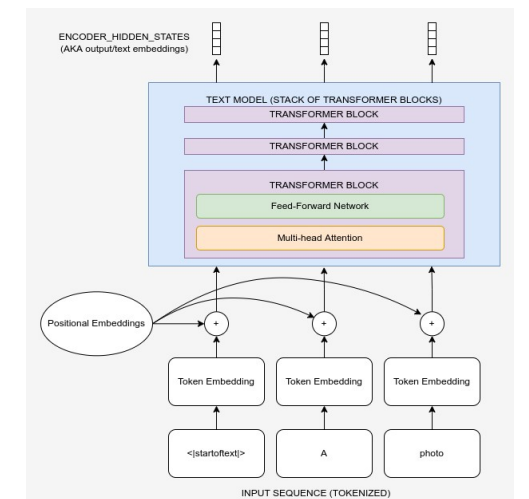 ENCODER_HIDDEN_STATES
(AKA output/text embeddings)
TEXT MODEL (STACK OF TRANSFORMER BLOCKS)
TRANSFORMER BLOCK
TRANSFORMER BLOCK
TRANSFORMER BLOCK
Feed-Forward Network
Multi-head Attention
Positional Embeddings
+ + +
Token Embedding Token Embedding Token Embedding
<|startoftext|> A photo
INPUT SEQUENCE (TOKENIZED)